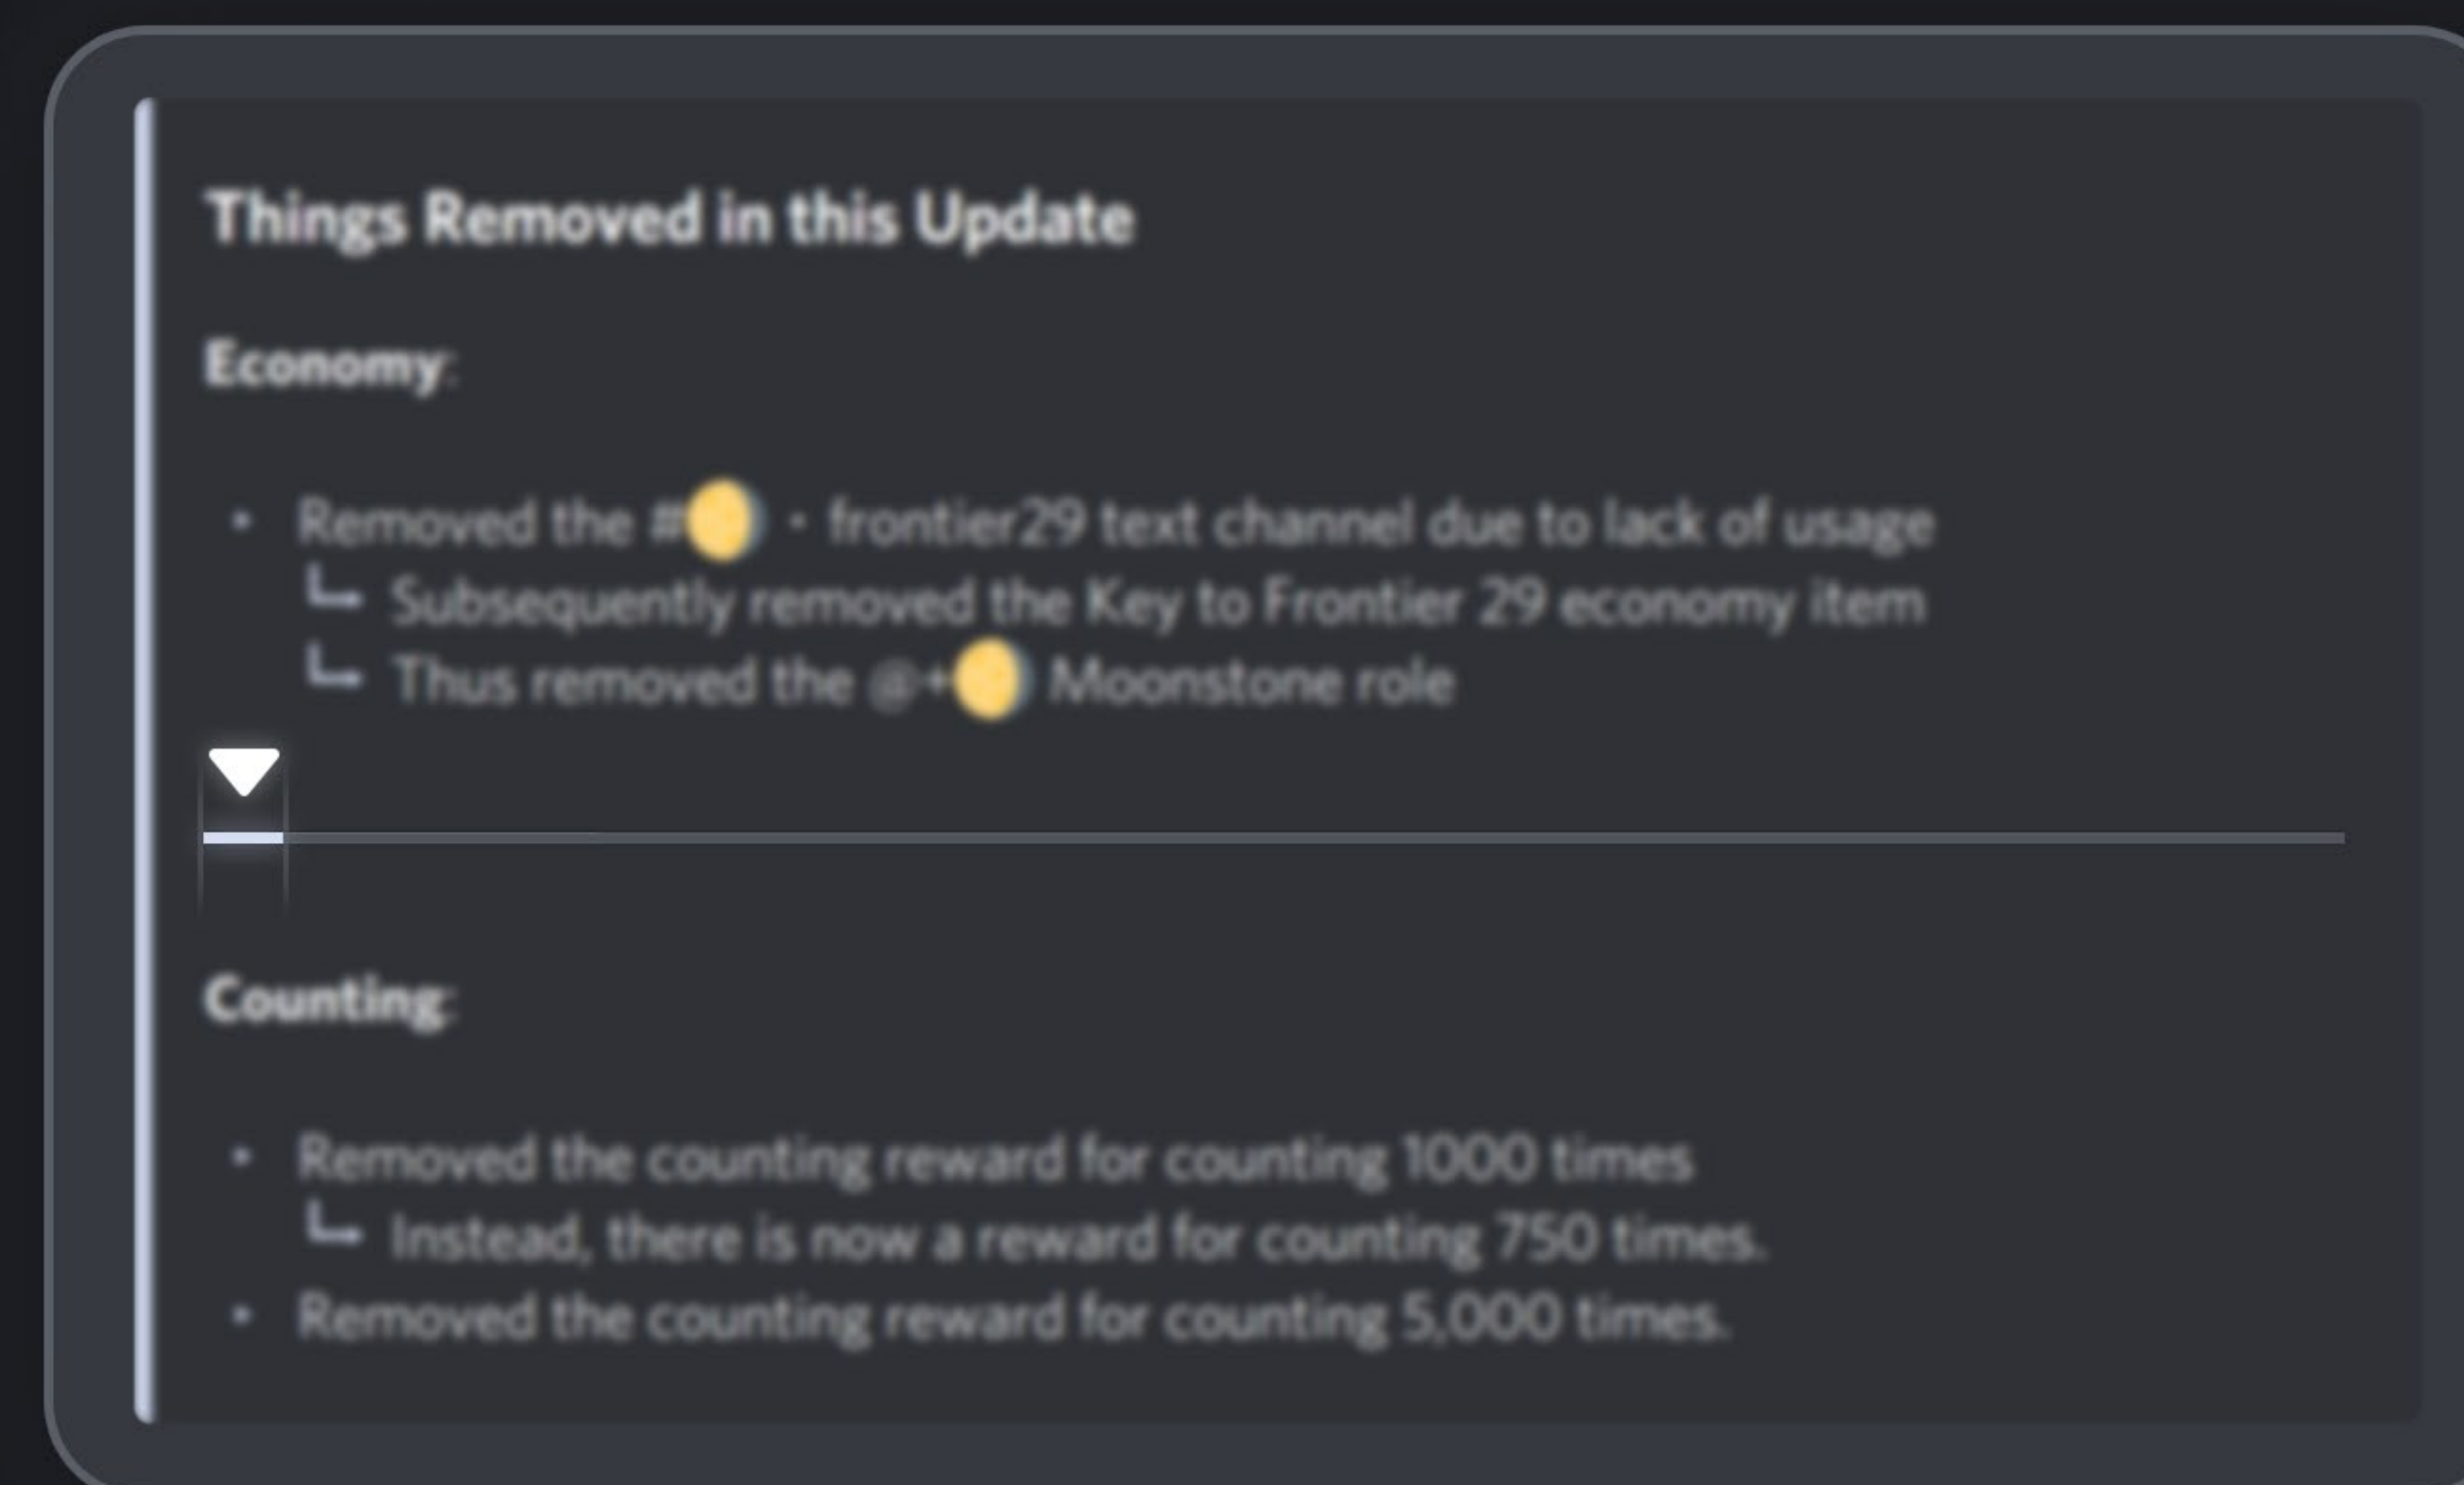 Things Removed in this Update
Economy:
• Removed the #🌖 • frontier29 text channel due to lack of usage
Subsequently removed the Key to Frontier 29 economy item
Thus removed the @+🌖 Moonstone role
Counting:
• Removed the counting reward for counting 1000 times
Instead, there is now a reward for counting 750 times.
• Removed the counting reward for counting 5,000 times.